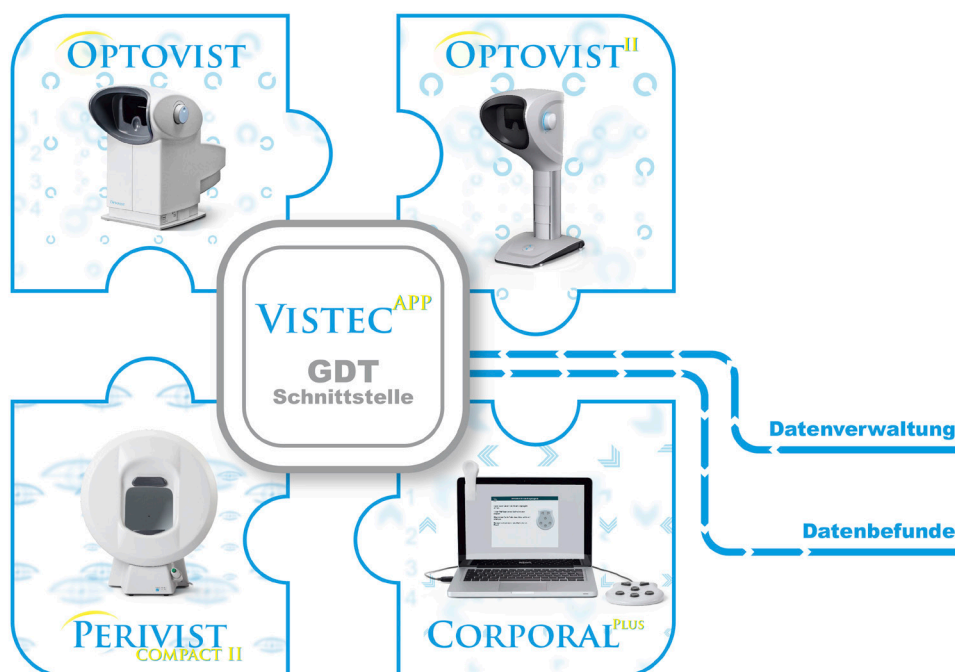 OPTOVIST
OPTOVIST II
VISTEC APP
GDT
Schnittstelle
Datenverwaltung
Datenbefunde
PERIVIST
COMPACT II
CORPORAL PLUS